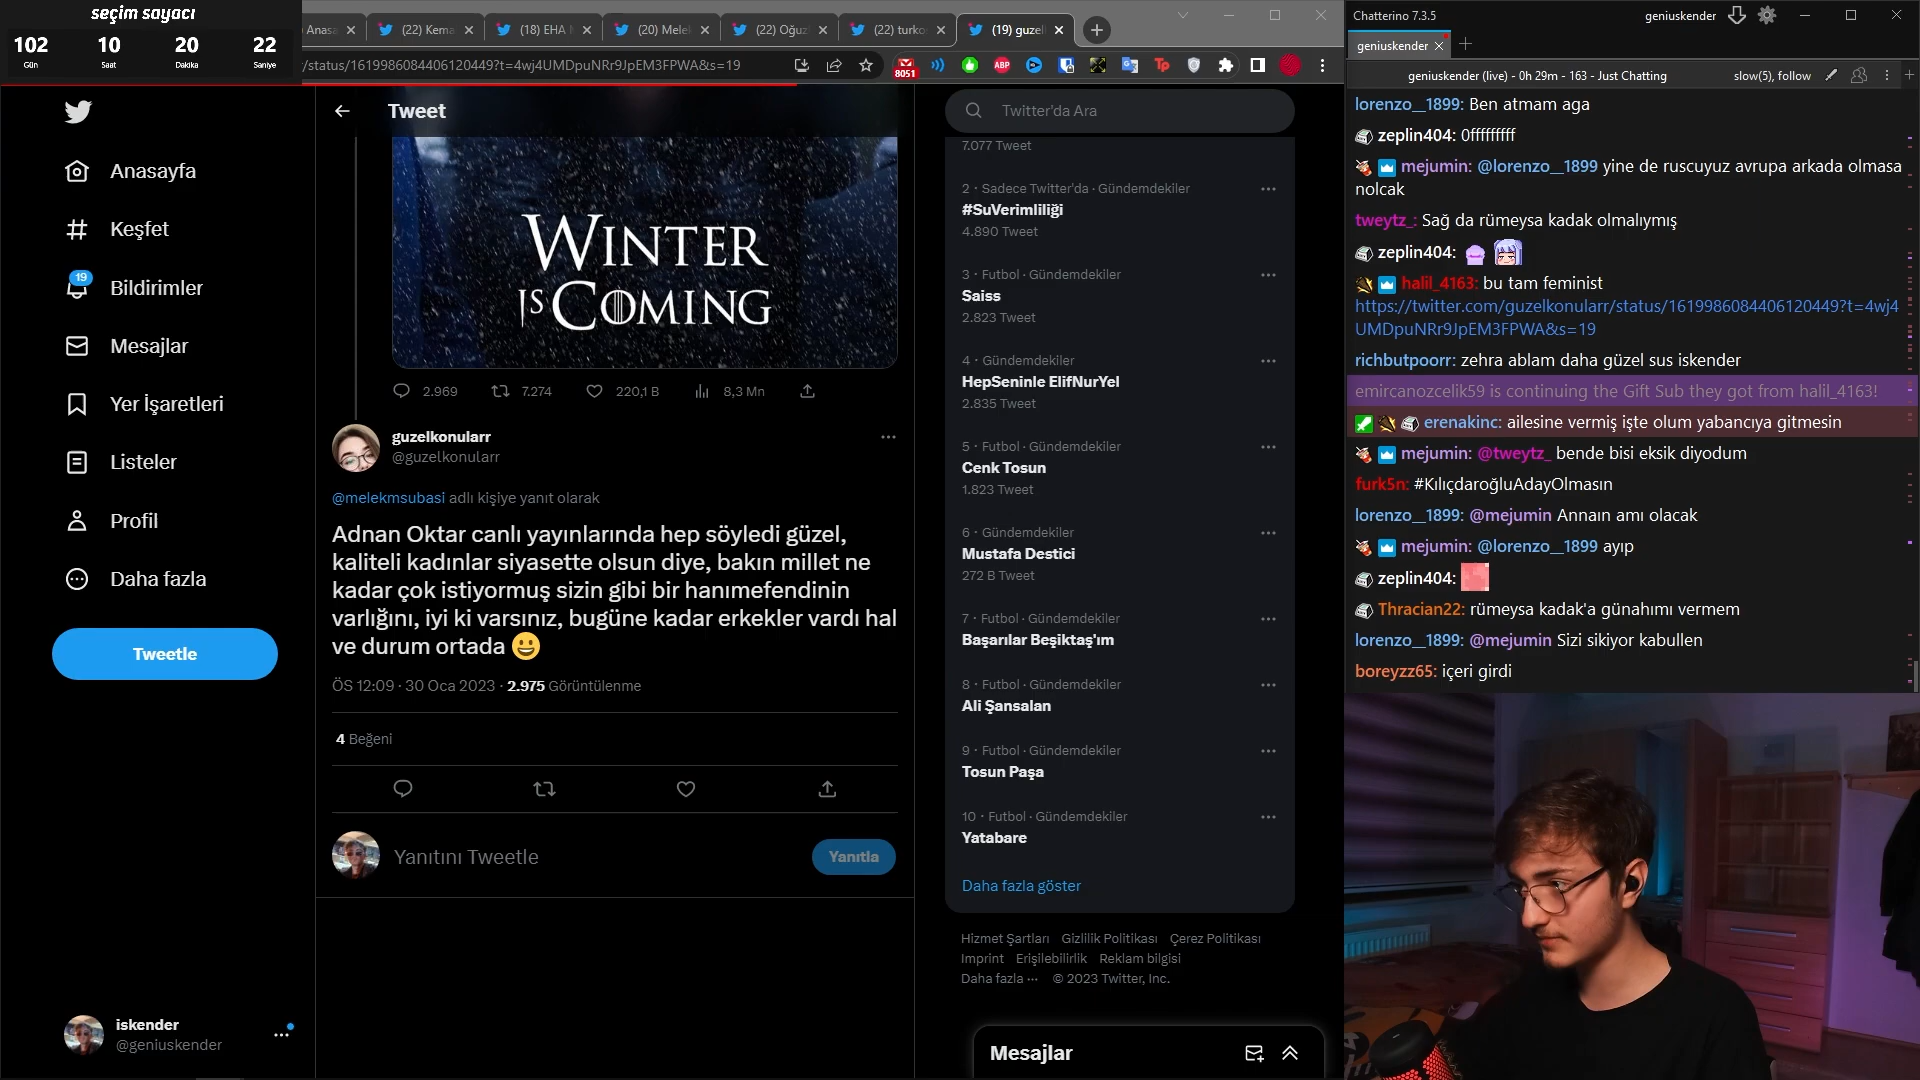 seçim sayacı
102 10 20 22
Gün Saat Dakika Saniye
Anasa
(22) Kema
(18) EHA
(20) Melek
(22) Oğuz
(22) turko
(19) guzel
/status/1619986084406120449?t=4wj4UMDpuNRr9JpEM3FPWA&s=19
8051
ABP
Tp
Anasayfa
Keşfet
19
Bildirimler
Mesajlar
Yer İşaretleri
Listeler
Profil
Daha fazla
Tweetle
iskender
@geniuskender
Tweet
WINTER
IS COMING
2.969 7.274 220,1 B 8,3 Mn
guzelkonularr
@guzelkonularr
@melekmsubasi adlı kişiye yanıt olarak
Adnan Oktar canlı yayınlarında hep söyledi güzel,
kaliteli kadınlar siyasette olsun diye, bakın millet ne
kadar çok istiyormuş sizin gibi bir hanımefendinin
varlığını, iyi ki varsınız, bugüne kadar erkekler vardı hal
ve durum ortada 😀
ÖS 12:09 · 30 Oca 2023 · 2.975 Görüntülenme
4 Beğeni
Yanıtını Tweetle
Yanıtla
Twitter'da Ara
7.077 Tweet
2 · Sadece Twitter'da · Gündemdekiler
#SuVerimliliği
4.890 Tweet
3 · Futbol · Gündemdekiler
Saiss
2.823 Tweet
4 · Gündemdekiler
HepSeninle ElifNurYel
2.835 Tweet
5 · Futbol · Gündemdekiler
Cenk Tosun
1.823 Tweet
6 · Gündemdekiler
Mustafa Destici
272 B Tweet
7 · Futbol · Gündemdekiler
Başarılar Beşiktaş'ım
8 · Futbol · Gündemdekiler
Ali Şansalan
9 · Futbol · Gündemdekiler
Tosun Paşa
10 · Futbol · Gündemdekiler
Yatabare
Daha fazla göster
Hizmet Şartları Gizlilik Politikası Çerez Politikası
Imprint Erişilebilirlik Reklam bilgisi
Daha fazla ··· © 2023 Twitter, Inc.
Mesajlar
Chatterino 7.3.5
geniuskender
geniuskender
geniuskender (live) - 0h 29m - 163 - Just Chatting
slow(5), follow
lorenzo__1899: Ben atmam aga
zeplin404: 0fffffffff
mejumin: @lorenzo__1899 yine de ruscuyuz avrupa arkada olmasa
nolcak
tweytz_: Sağ da rümeysa kadak olmalıymış
zeplin404:
halil_4163: bu tam feminist
https://twitter.com/guzelkonularr/status/1619986084406120449?t=4wj4
UMDpuNRr9JpEM3FPWA&s=19
richbutpoorr: zehra ablam daha güzel sus iskender
emircanozcelik59 is continuing the Gift Sub they got from halil_4163!
erenakinc: ailesine vermiş işte olum yabancıya gitmesin
mejumin: @tweytz_ bende bisi eksik diyodum
furk5n: #KılıçdaroğluAdayOlmasın
lorenzo__1899: @mejumin Annaın amı olacak
mejumin: @lorenzo__1899 ayıp
zeplin404:
Thracian22: rümeysa kadak'a günahımı vermem
lorenzo__1899: @mejumin Sizi sikiyor kabullen
boreyzz65: içeri girdi